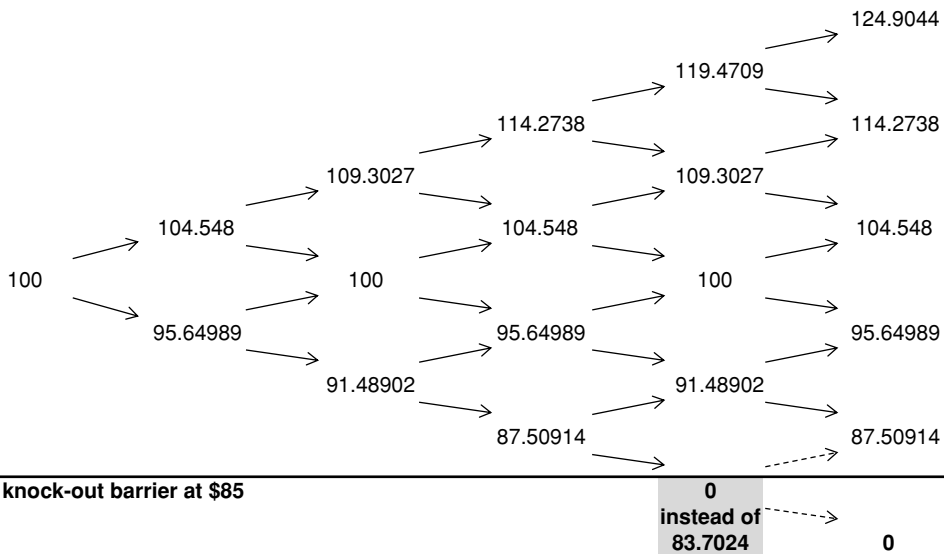 124.9044
119.4709
114.2738 114.2738
109.3027 109.3027
104.548 104.548 104.548
100 100 100
95.64989 95.64989 95.64989
91.48902 91.48902
87.50914 87.50914
knock-out barrier at $85 0
instead of
83.7024 0